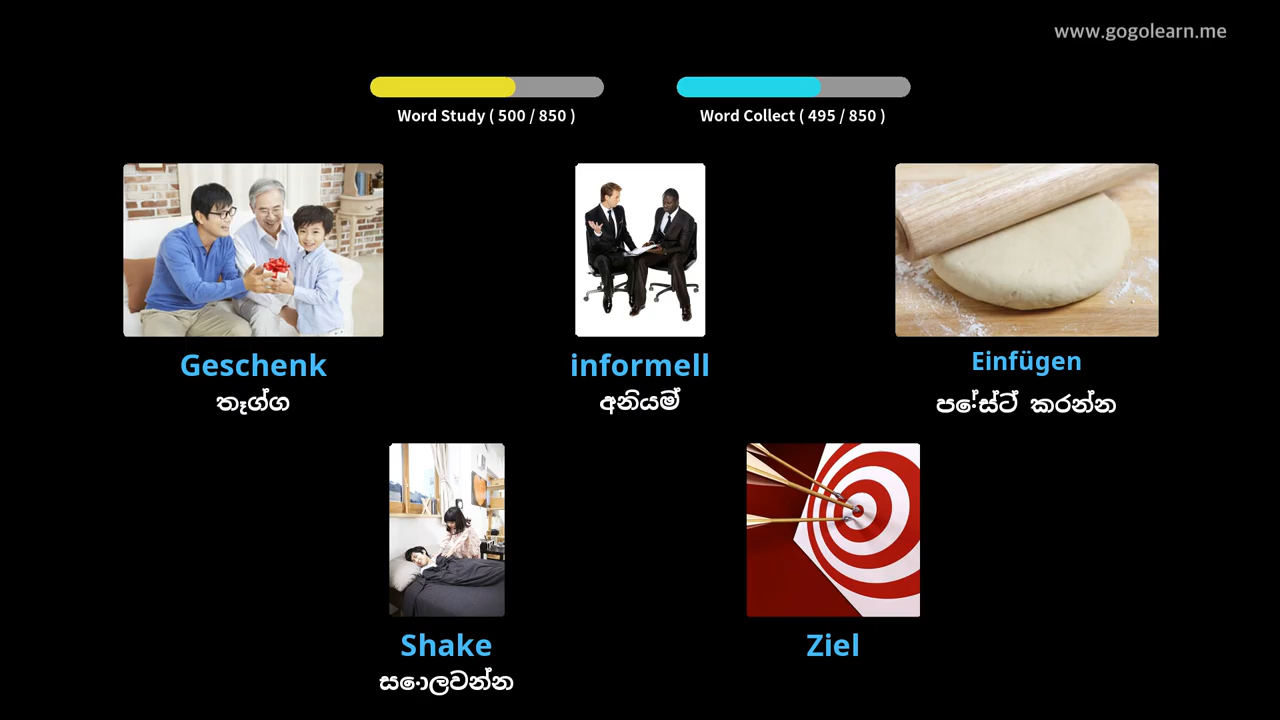 www.gogolearn.me
Word Study ( 500 / 850 )
Word Collect ( 495 / 850 )
Geschenk
තෑග්ග
informell
අනියම්
Einfügen
පේස්ට් කරන්න
Shake
සොලවන්න
Ziel